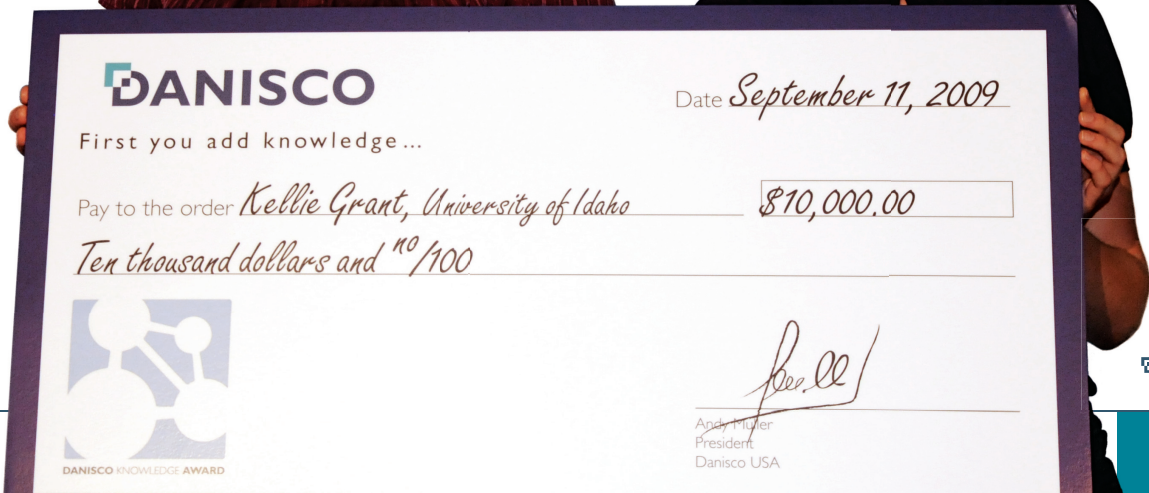 DANISCO
Date September 11, 2009
First you add knowledge...
Pay to the order Kellie Grant, University of Idaho $10,000.00
Ten thousand dollars and no/100
Andy Muller
President
Danisco USA
DANISCO KNOWLEDGE AWARD